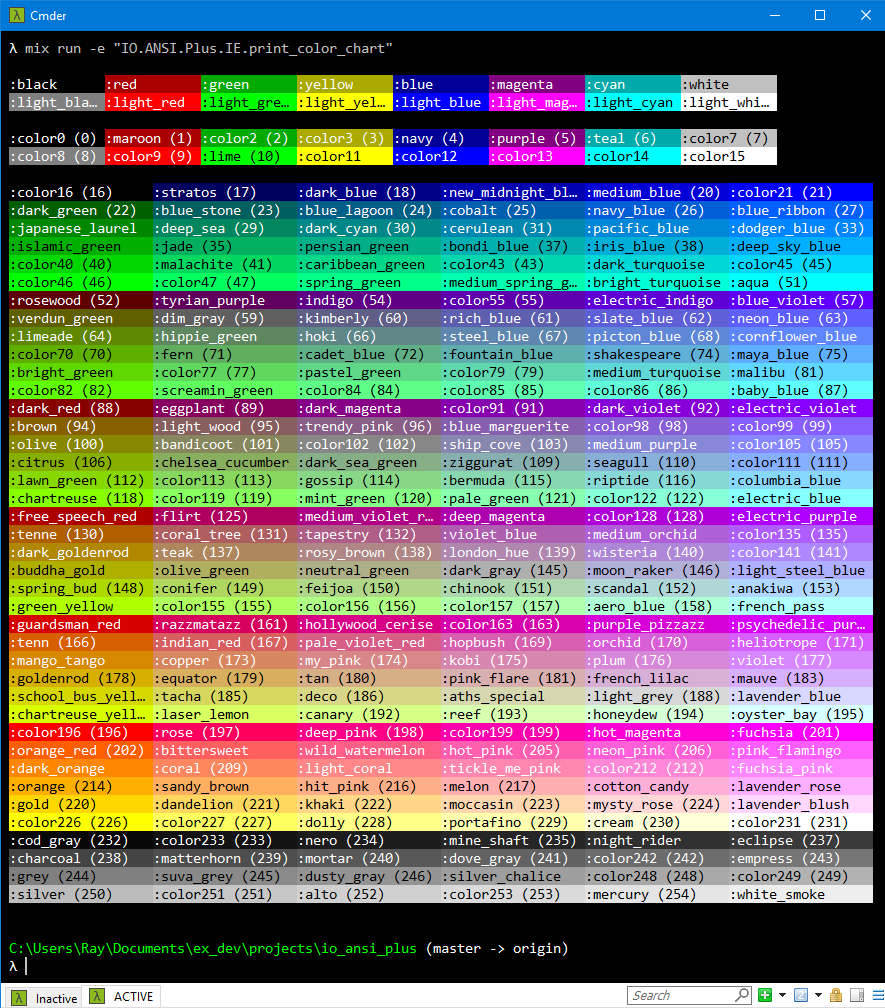 Cmder
λ mix run -e "IO.ANSI.Plus.IE.print_color_chart"
:black :red :green :yellow :blue :magenta :cyan :white
:light_bla… :light_red :light_gre… :light_yel… :light_blue :light_mag… :light_cyan :light_whi…
:color0 (0) :maroon (1) :color2 (2) :color3 (3) :navy (4) :purple (5) :teal (6) :color7 (7)
:color8 (8) :color9 (9) :lime (10) :color11 :color12 :color13 :color14 :color15
:color16 (16) :stratos (17) :dark_blue (18) :new_midnight_bl… :medium_blue (20) :color21 (21)
:dark_green (22) :blue_stone (23) :blue_lagoon (24) :cobalt (25) :navy_blue (26) :blue_ribbon (27)
:japanese_laurel :deep_sea (29) :dark_cyan (30) :cerulean (31) :pacific_blue :dodger_blue (33)
:islamic_green :jade (35) :persian_green :bondi_blue (37) :iris_blue (38) :deep_sky_blue
:color40 (40) :malachite (41) :caribbean_green :color43 (43) :dark_turquoise :color45 (45)
:color46 (46) :color47 (47) :spring_green :medium_spring_g… :bright_turquoise :aqua (51)
:rosewood (52) :tyrian_purple :indigo (54) :color55 (55) :electric_indigo :blue_violet (57)
:verdun_green :dim_gray (59) :kimberly (60) :rich_blue (61) :slate_blue (62) :neon_blue (63)
:limeade (64) :hippie_green :hoki (66) :steel_blue (67) :picton_blue (68) :cornflower_blue
:color70 (70) :fern (71) :cadet_blue (72) :fountain_blue :shakespeare (74) :maya_blue (75)
:bright_green :color77 (77) :pastel_green :color79 (79) :medium_turquoise :malibu (81)
:color82 (82) :screamin_green :color84 (84) :color85 (85) :color86 (86) :baby_blue (87)
:dark_red (88) :eggplant (89) :dark_magenta :color91 (91) :dark_violet (92) :electric_violet
:brown (94) :light_wood (95) :trendy_pink (96) :blue_marguerite :color98 (98) :color99 (99)
:olive (100) :bandicoot (101) :color102 (102) :ship_cove (103) :medium_purple :color105 (105)
:citrus (106) :chelsea_cucumber :dark_sea_green :ziggurat (109) :seagull (110) :color111 (111)
:lawn_green (112) :color113 (113) :gossip (114) :bermuda (115) :riptide (116) :columbia_blue
:chartreuse (118) :color119 (119) :mint_green (120) :pale_green (121) :color122 (122) :electric_blue
:free_speech_red :flirt (125) :medium_violet_r… :deep_magenta :color128 (128) :electric_purple
:tenne (130) :coral_tree (131) :tapestry (132) :violet_blue :medium_orchid :color135 (135)
:dark_goldenrod :teak (137) :rosy_brown (138) :london_hue (139) :wisteria (140) :color141 (141)
:buddha_gold :olive_green :neutral_green :dark_gray (145) :moon_raker (146) :light_steel_blue
:spring_bud (148) :conifer (149) :feijoa (150) :chinook (151) :scandal (152) :anakiwa (153)
:green_yellow :color155 (155) :color156 (156) :color157 (157) :aero_blue (158) :french_pass
:guardsman_red :razzmatazz (161) :hollywood_cerise :color163 (163) :purple_pizzazz :psychedelic_pur…
:tenn (166) :indian_red (167) :pale_violet_red :hopbush (169) :orchid (170) :heliotrope (171)
:mango_tango :copper (173) :my_pink (174) :kobi (175) :plum (176) :violet (177)
:goldenrod (178) :equator (179) :tan (180) :pink_flare (181) :french_lilac :mauve (183)
:school_bus_yell… :tacha (185) :deco (186) :aths_special :light_grey (188) :lavender_blue
:chartreuse_yell… :laser_lemon :canary (192) :reef (193) :honeydew (194) :oyster_bay (195)
:color196 (196) :rose (197) :deep_pink (198) :color199 (199) :hot_magenta :fuchsia (201)
:orange_red (202) :bittersweet :wild_watermelon :hot_pink (205) :neon_pink (206) :pink_flamingo
:dark_orange :coral (209) :light_coral :tickle_me_pink :color212 (212) :fuchsia_pink
:orange (214) :sandy_brown :hit_pink (216) :melon (217) :cotton_candy :lavender_rose
:gold (220) :dandelion (221) :khaki (222) :moccasin (223) :mysty_rose (224) :lavender_blush
:color226 (226) :color227 (227) :dolly (228) :portafino (229) :cream (230) :color231 (231)
:cod_gray (232) :color233 (233) :nero (234) :mine_shaft (235) :night_rider :eclipse (237)
:charcoal (238) :matterhorn (239) :mortar (240) :dove_gray (241) :color242 (242) :empress (243)
:grey (244) :suva_grey (245) :dusty_gray (246) :silver_chalice :color248 (248) :color249 (249)
:silver (250) :color251 (251) :alto (252) :color253 (253) :mercury (254) :white_smoke
C:\Users\Ray\Documents\ex_dev\projects\io_ansi_plus (master -> origin)
λ
λ Inactive λ ACTIVE Search